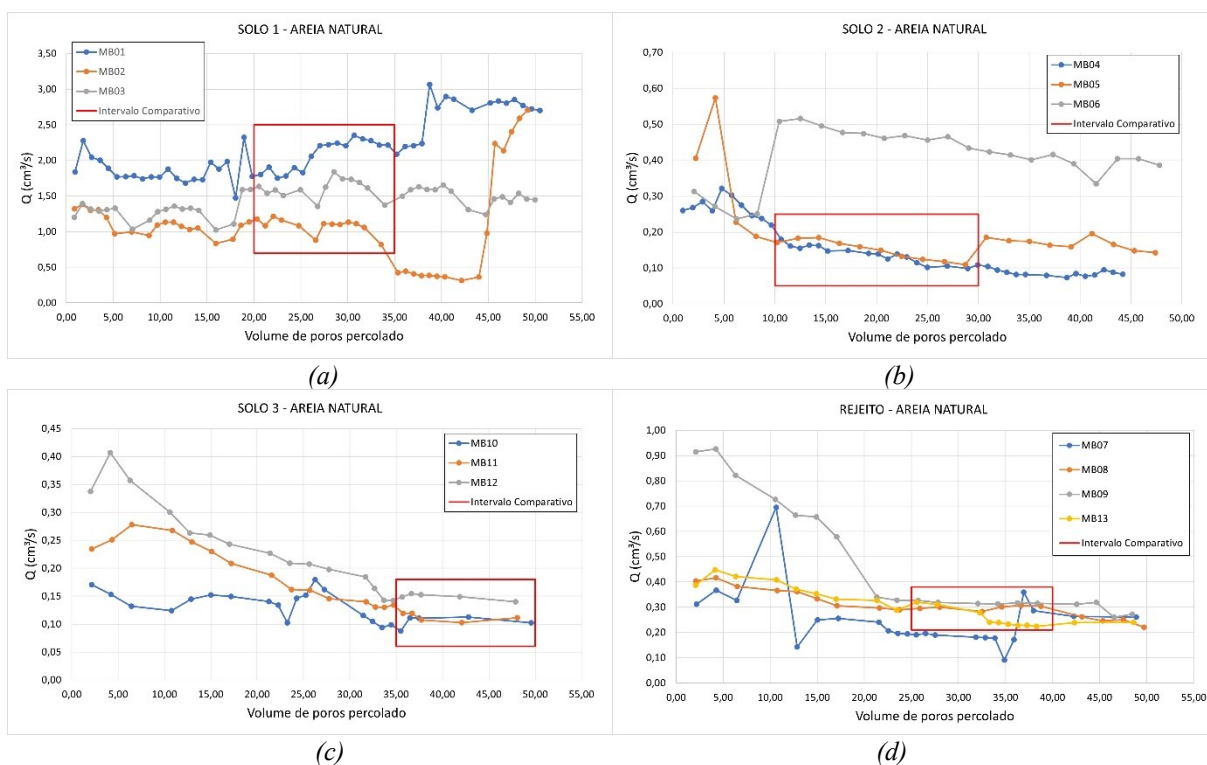 SOLO 1 - AREIA NATURAL
MB01
MB02
MB03
Intervalo Comparativo
Q (cm³/s)
3,50
3,00
2,50
2,00
1,50
1,00
0,50
0,00
0,00 5,00 10,00 15,00 20,00 25,00 30,00 35,00 40,00 45,00 50,00 55,00
Volume de poros percolado
(a)
SOLO 2 - AREIA NATURAL
MB04
MB05
MB06
Intervalo Comparativo
Q (cm³/s)
0,70
0,60
0,50
0,40
0,30
0,20
0,10
0,00
0,00 5,00 10,00 15,00 20,00 25,00 30,00 35,00 40,00 45,00 50,00
Volume de poros percolado
(b)
SOLO 3 - AREIA NATURAL
MB10
MB11
MB12
Intervalo Comparativo
Q (cm³/s)
0,45
0,40
0,35
0,30
0,25
0,20
0,15
0,10
0,05
0,00
0,00 5,00 10,00 15,00 20,00 25,00 30,00 35,00 40,00 45,00 50,00 55,00
Volume de poros percolado
(c)
REJEITO - AREIA NATURAL
MB07
MB08
MB09
MB13
Intervalo Comparativo
Q (cm³/s)
1,00
0,90
0,80
0,70
0,60
0,50
0,40
0,30
0,20
0,10
0,00
0,00 5,00 10,00 15,00 20,00 25,00 30,00 35,00 40,00 45,00 50,00 55,00
Volume de poros percolado
(d)